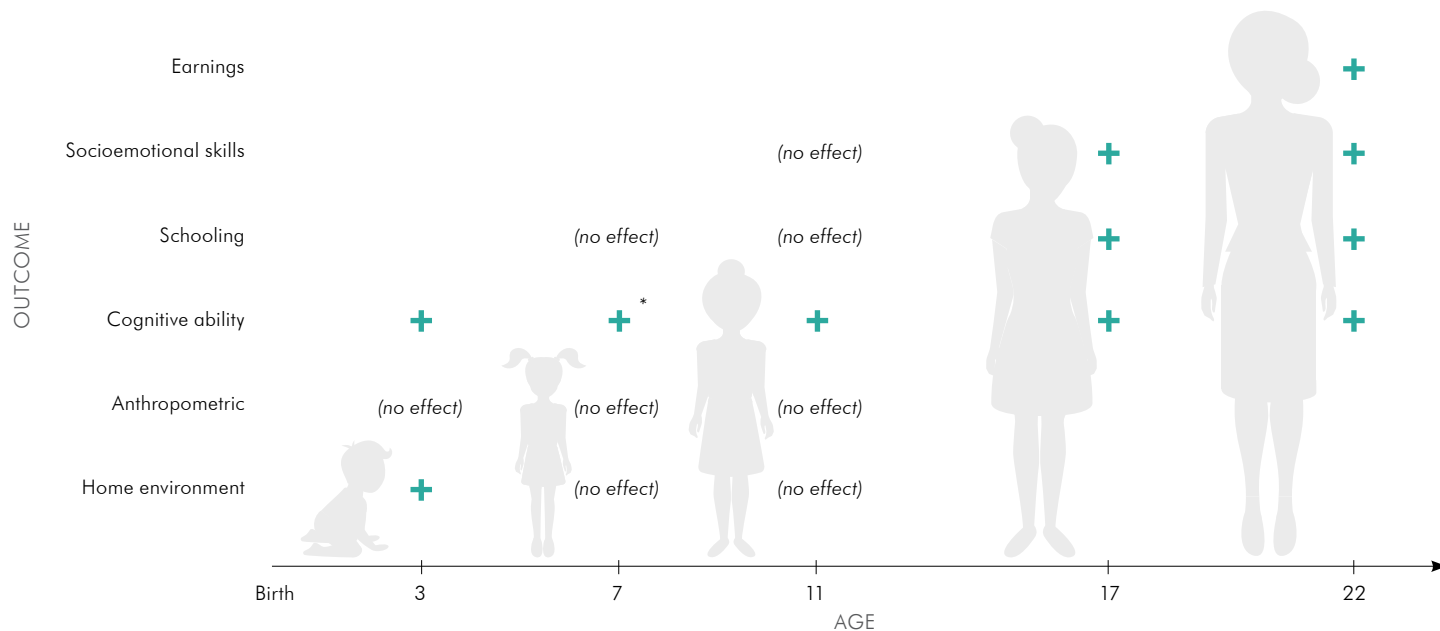 Earnings +
Socioemotional skills (no effect) + +
Schooling (no effect) (no effect) + +
Cognitive ability + +* + + +
Anthropometric (no effect) (no effect) (no effect)
Home environment + (no effect) (no effect)
OUTCOME
Birth 3 7 11 17 22
AGE